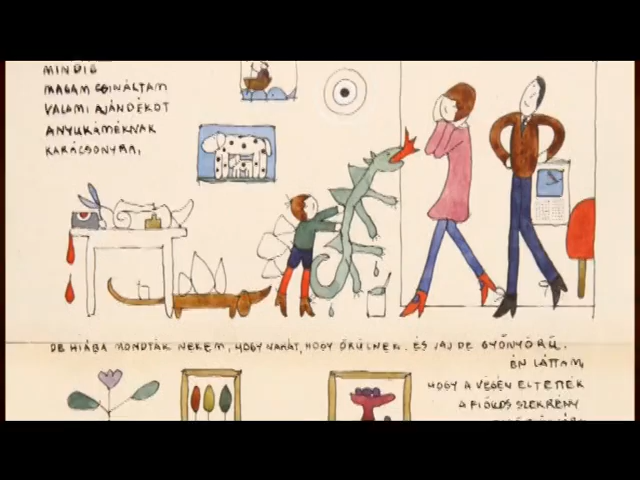 MINDIG
MAGAM CSINÁLTAM
VALAMI AJÁNDÉKOT
ANYUKÁMÉKNAK
KARÁCSONYRA,
DE HIÁBA MONDTÁK NEKEM, HOGY NAHÁT, HOGY ÖRÜLNEK. ÉS JAJ DE GYÖNYÖRŰ.
ÉN LÁTTAM,
HOGY A VÉGÉN ELTETTÉK
A FIÓKOS SZEKRÉNY